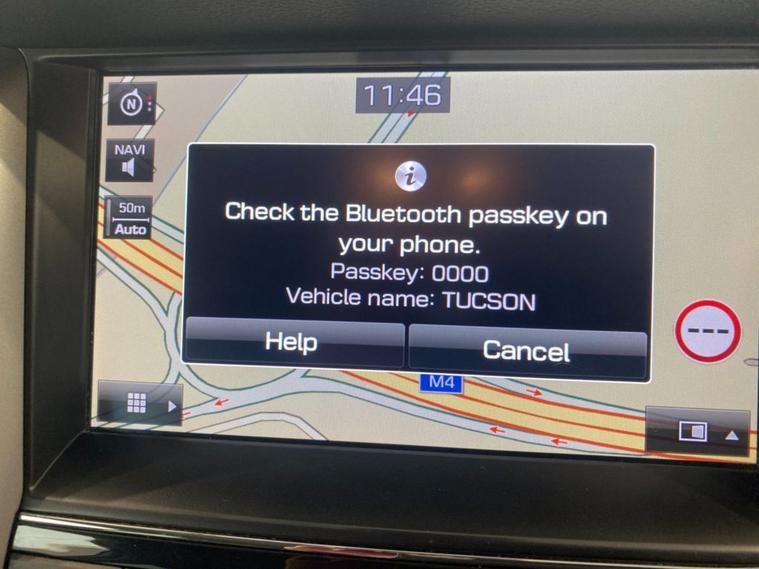 11:46
N
NAVI
50m
Auto
i
Check the Bluetooth passkey on
your phone.
Passkey: 0000
Vehicle name: TUCSON
Help
Cancel
---
M4